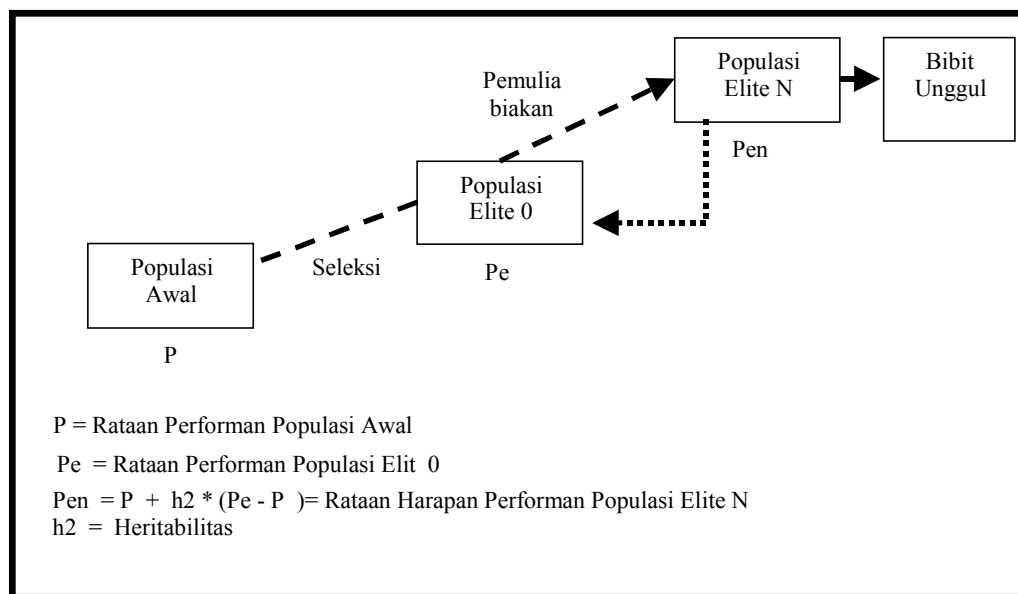 Populasi
Elite N
Bibit
Unggul
Pemulia
biakan
Pen
Populasi
Elite 0
Pe
Seleksi
Populasi
Awal
P
P = Rataan Performan Populasi Awal
Pe = Rataan Performan Populasi Elit 0
Pen = P + h2 * (Pe - P )= Rataan Harapan Performan Populasi Elite N
h2 = Heritabilitas